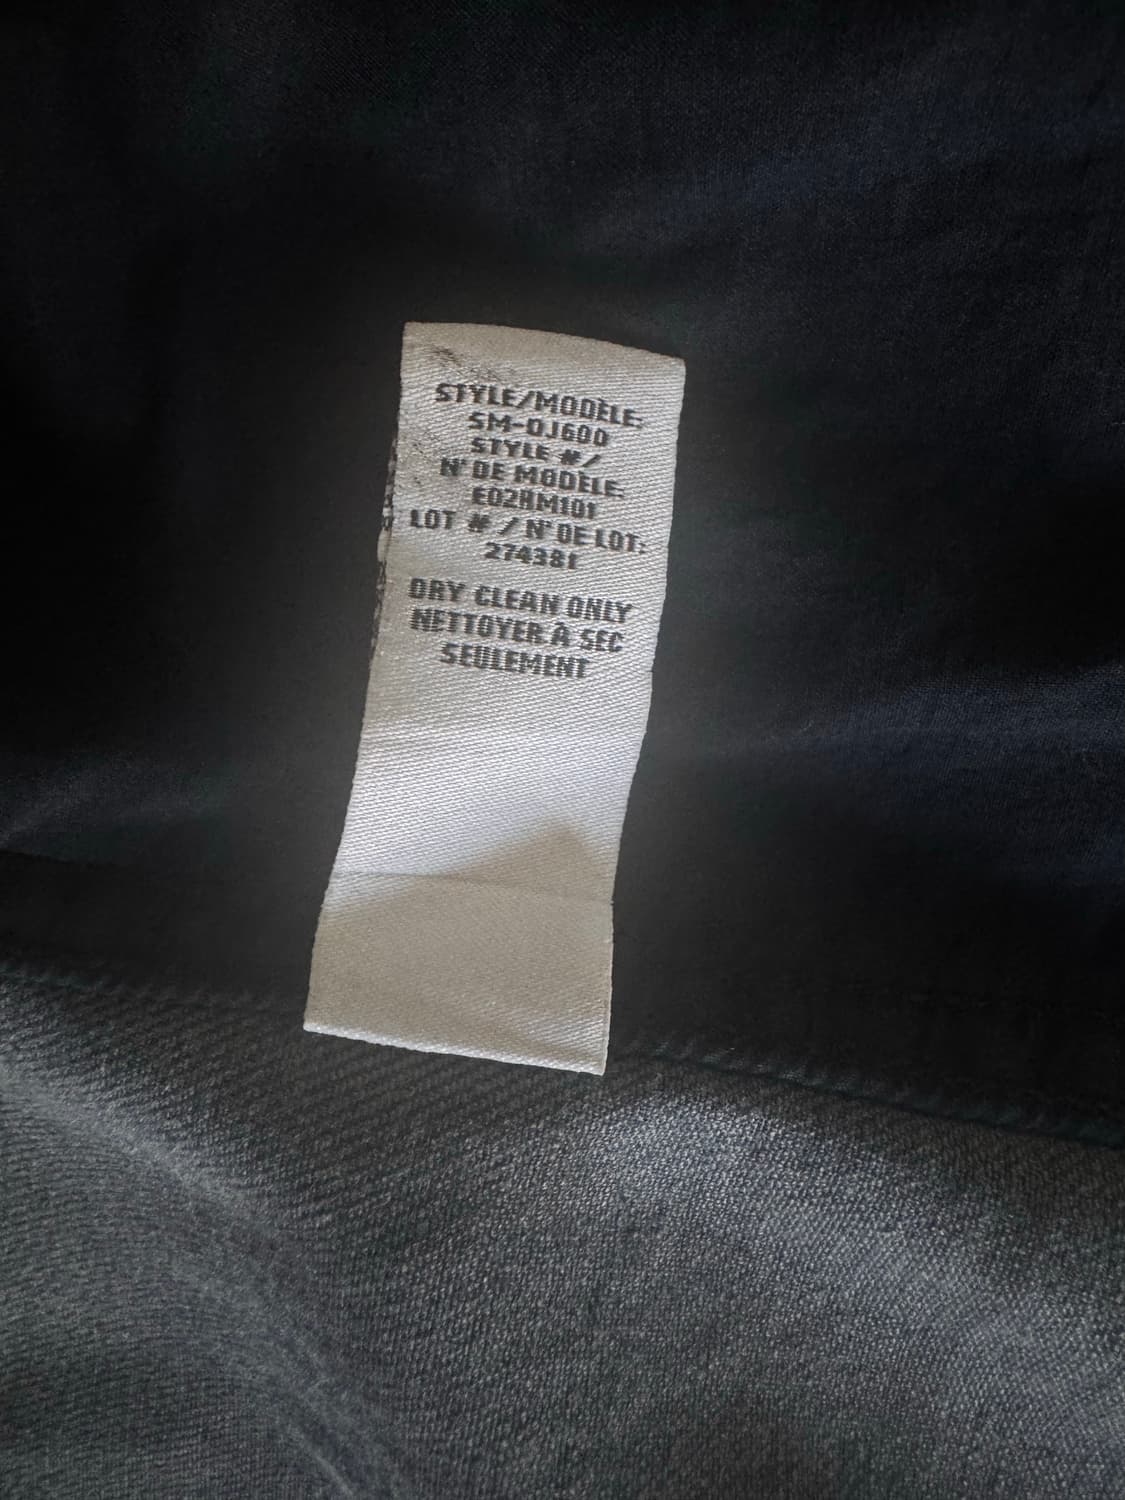 STYLE/MODÈLE:
SM-OJ600
STYLE #/
N° DE MODÈLE:
E02HM101
LOT # / N° DE LOT:
274381
DRY CLEAN ONLY
NETTOYER À SEC
SEULEMENT